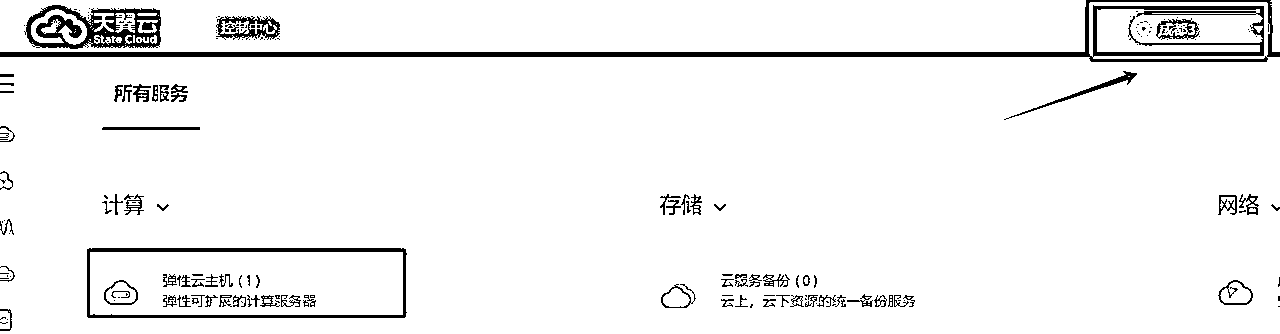 天翼云
State Cloud
控制中心
成都3
所有服务
计算
存储
网络
弹性云主机 (1)
弹性可扩展的计算服务器
云服务备份 (0)
云上，云下资源的统一备份服务